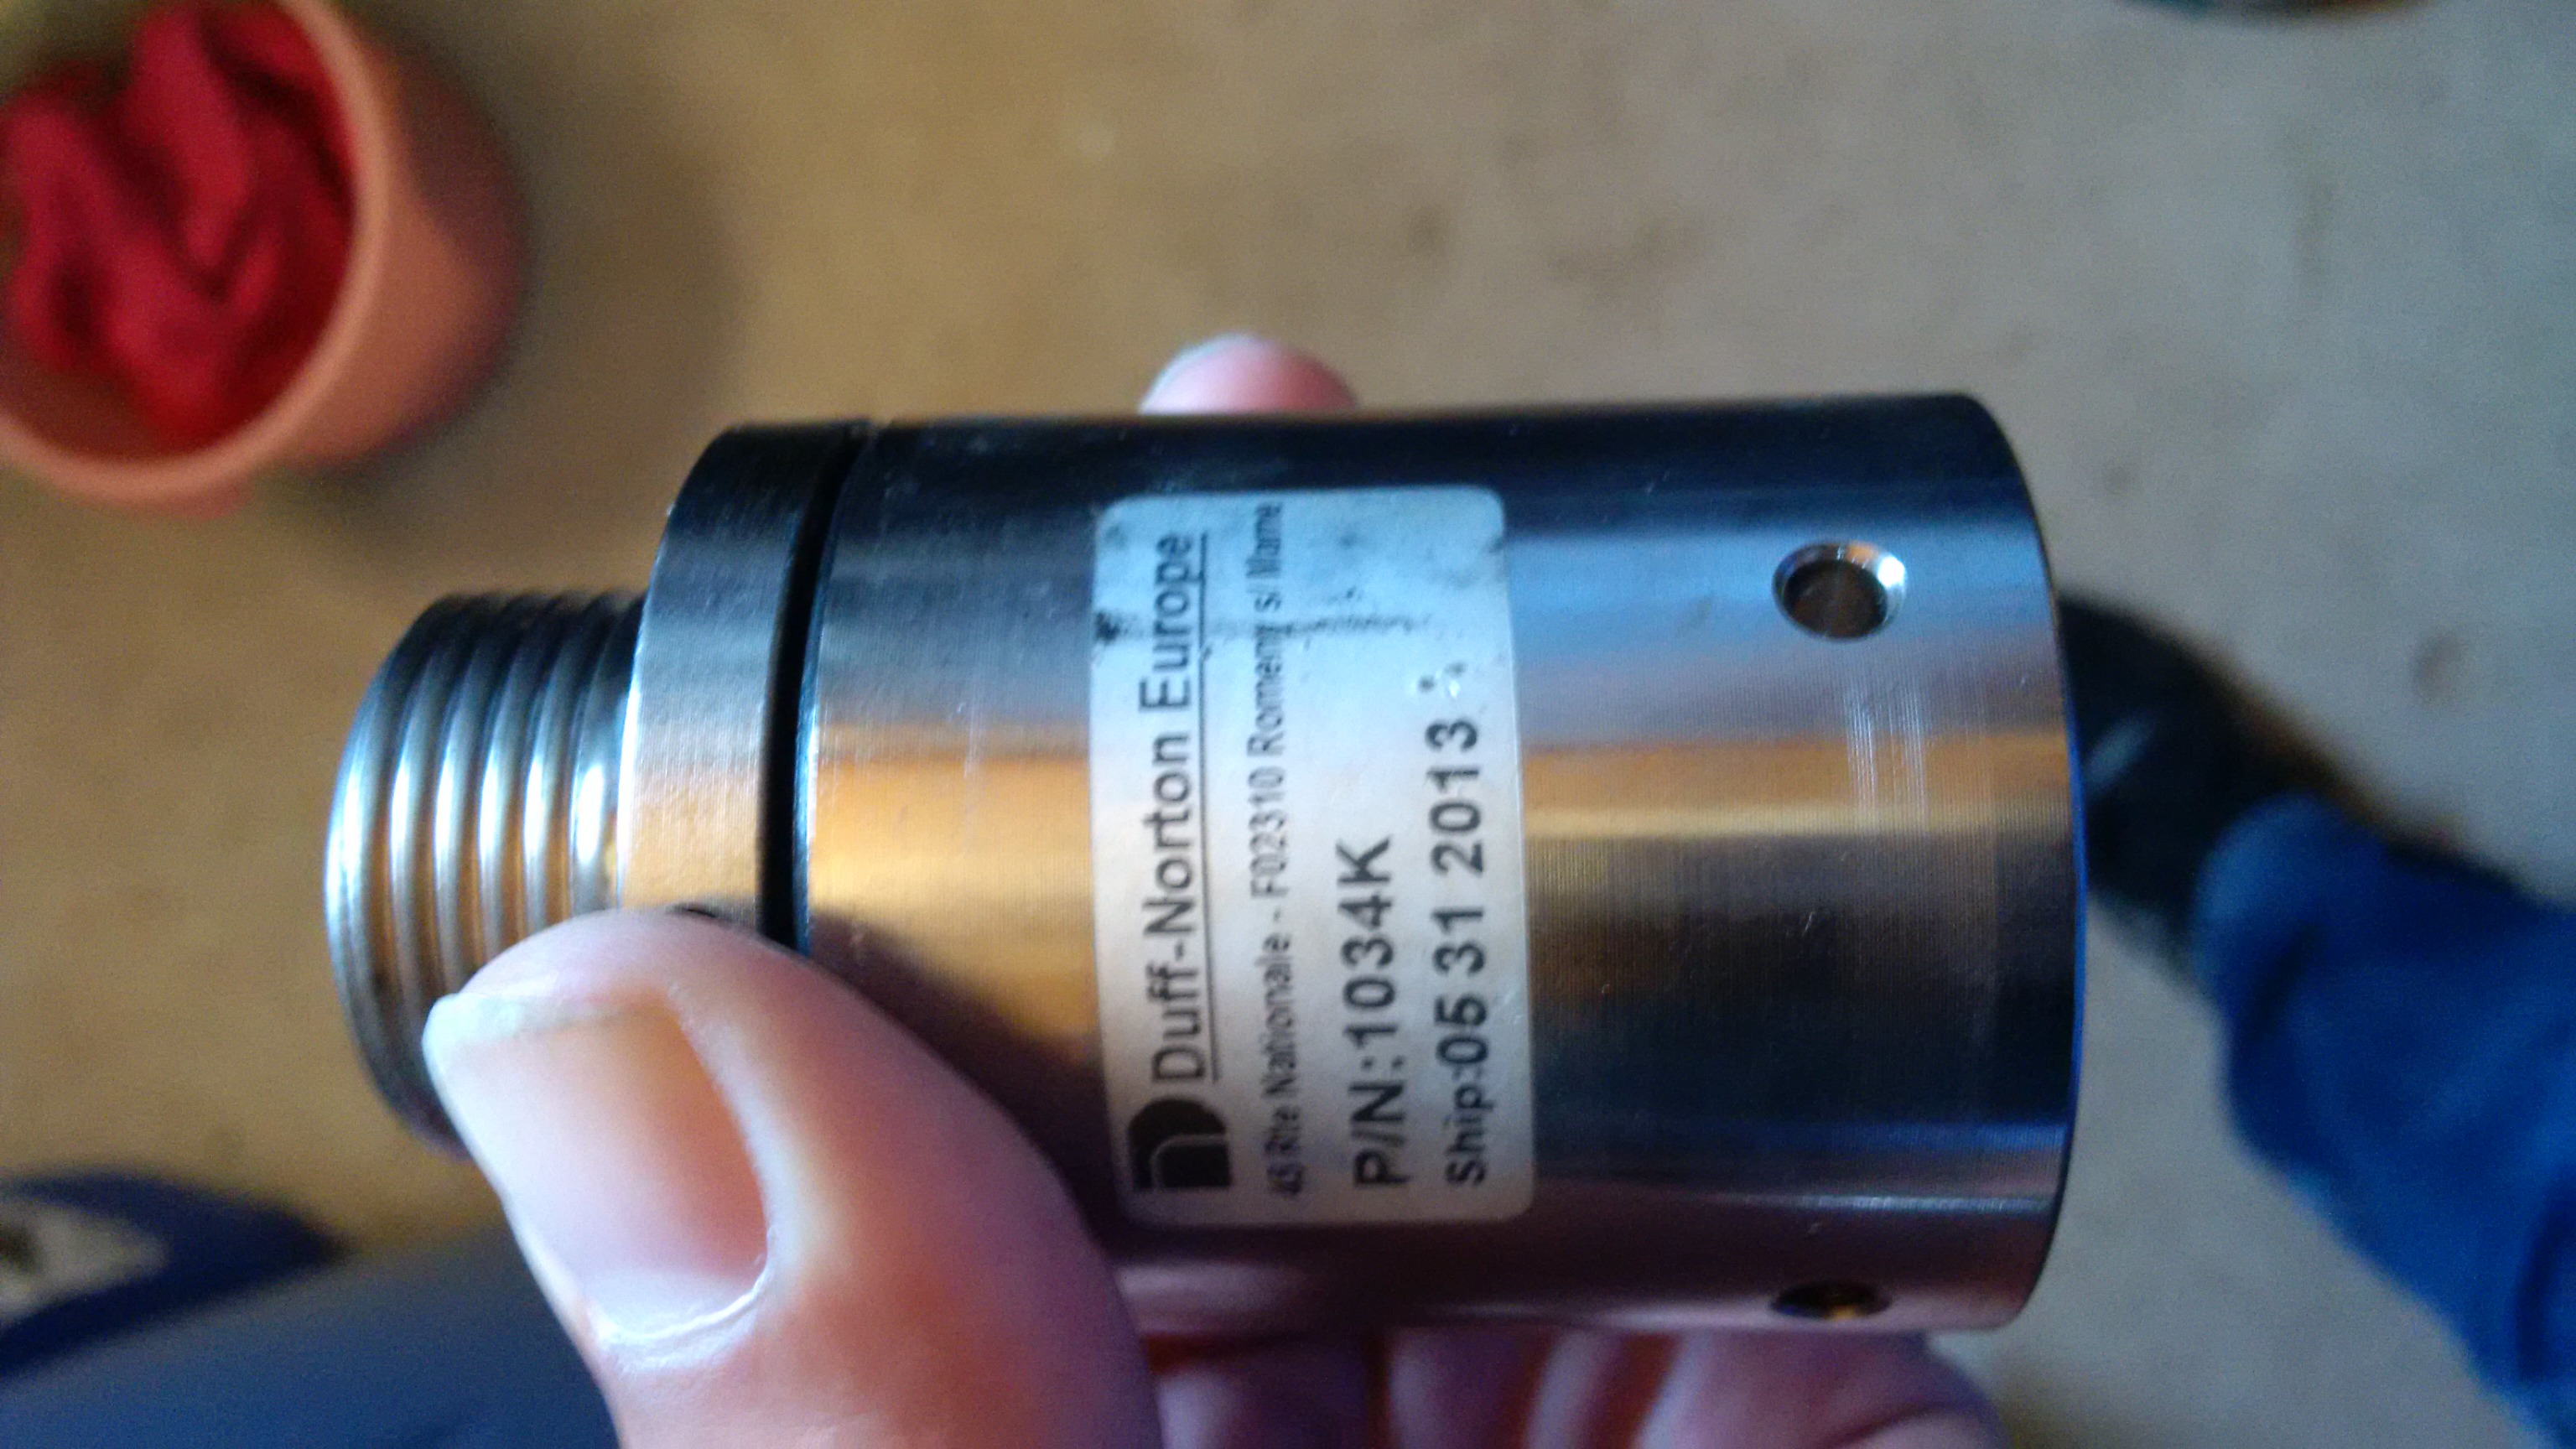 Duff-Norton Europe
45 Rte Nationale - F02310 Romeny s/ Marne
P/N:1034K
Ship:05 31 2013